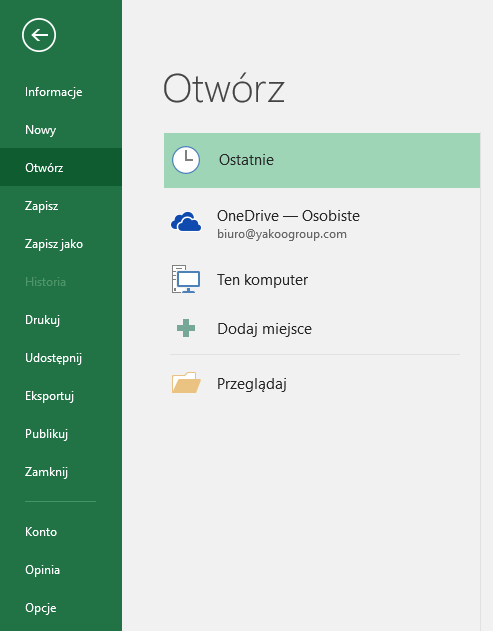 Otwórz
Informacje
Nowy
Otwórz
Zapisz
Zapisz jako
Historia
Drukuj
Udostępnij
Eksportuj
Publikuj
Zamknij
Konto
Opinia
Opcje
Ostatnie
OneDrive — Osobiste
biuro@yakoogroup.com
Ten komputer
Dodaj miejsce
Przeglądaj